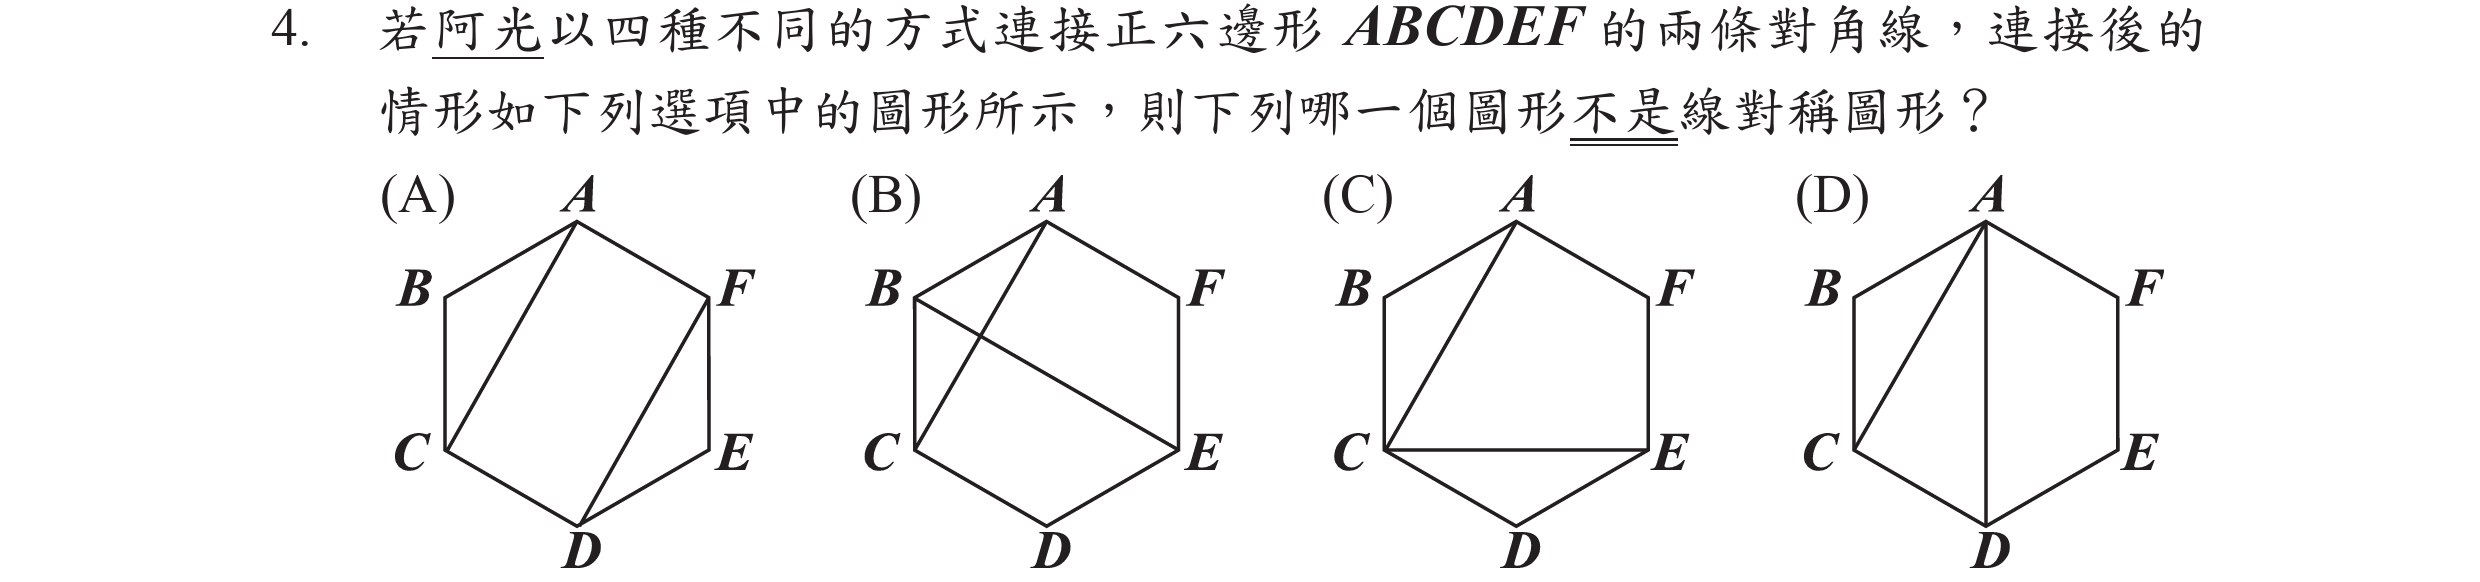 4. 若阿光以四種不同的方式連接正六邊形 ABCDEF 的兩條對角線，連接後的
情形如下列選項中的圖形所示，則下列哪一個圖形不是線對稱圖形？
(A) A B F C E D
(B) A B F C E D
(C) A B F C E D
(D) A B F C E D